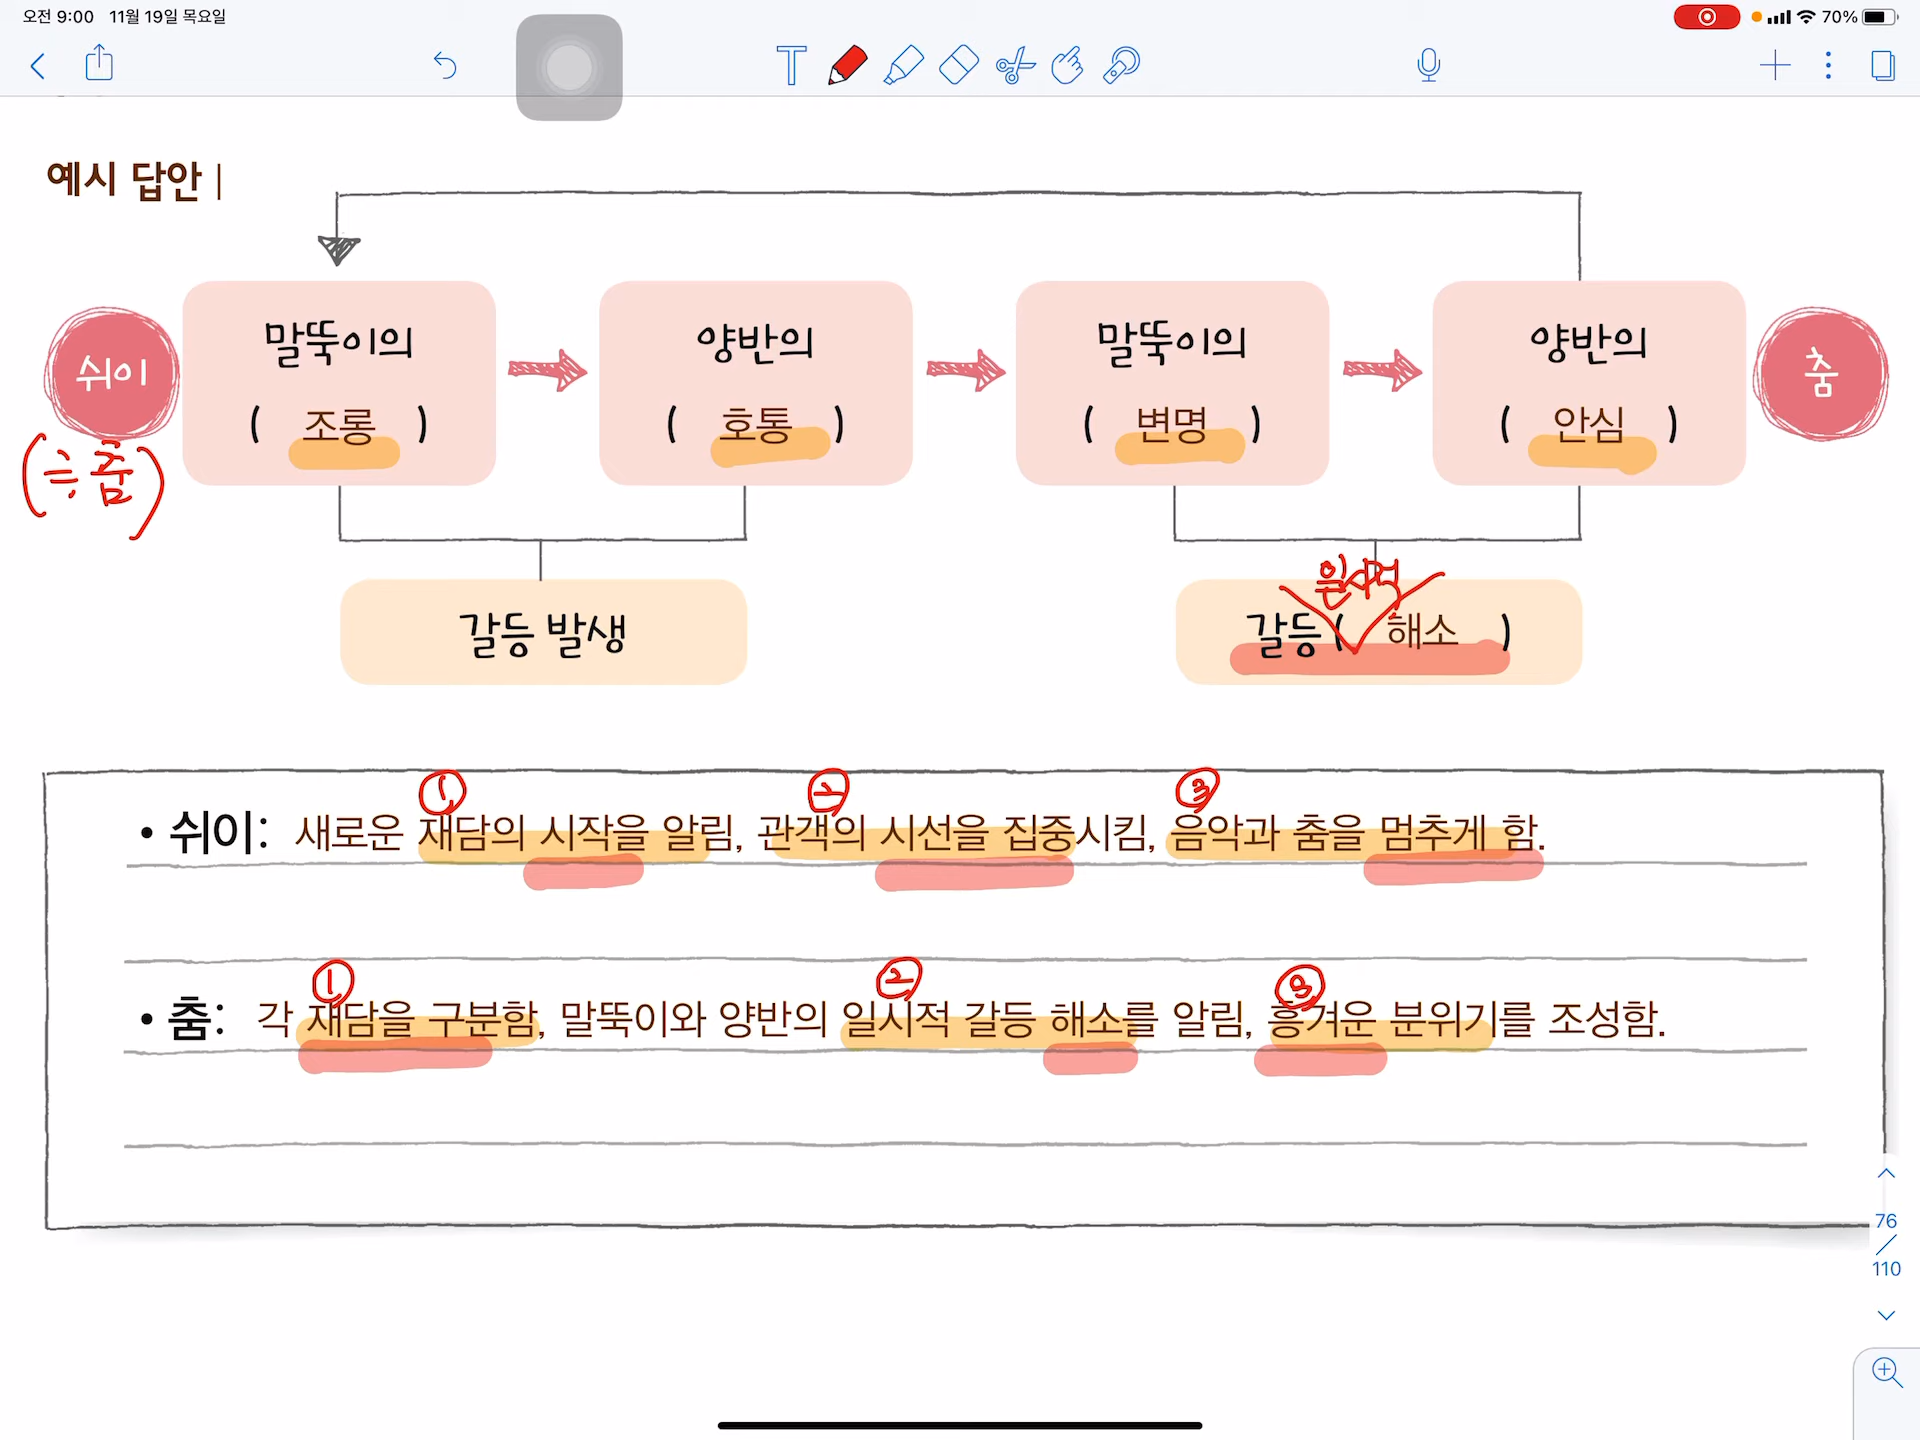 오전 9:00 11월 19일 목요일
70%
예시 답안 |
쉬이
말뚝이의
( 조롱 )
양반의
( 호통 )
말뚝이의
( 변명 )
양반의
( 안심 )
춤
(≒춤)
갈등 발생
일시적
갈등( 해소 )
① ② ③
• 쉬이: 새로운 재담의 시작을 알림, 관객의 시선을 집중시킴, 음악과 춤을 멈추게 함.
① ② ③
• 춤: 각 재담을 구분함, 말뚝이와 양반의 일시적 갈등 해소를 알림, 흥겨운 분위기를 조성함.
76
/
110